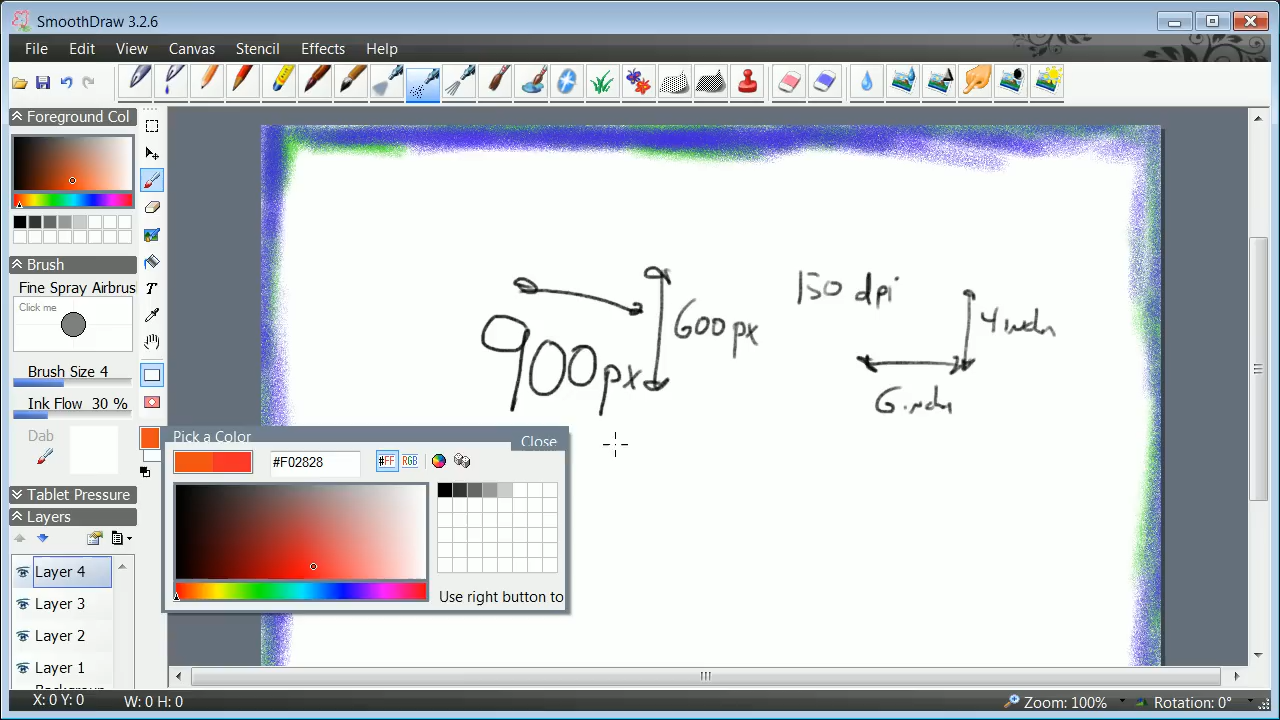 SmoothDraw 3.2.6
File Edit View Canvas Stencil Effects Help
Foreground Col
Brush
Fine Spray Airbrus
Click me
Brush Size 4
Ink Flow 30 %
Dab
Tablet Pressure
Layers
Layer 4
Layer 3
Layer 2
Layer 1
150 dpi
600px
900px
4 inch
6 inch
Pick a Color Close
#F02828 #FF RGB
Use right button to
X: 0 Y: 0 W: 0 H: 0 Zoom: 100% Rotation: 0°